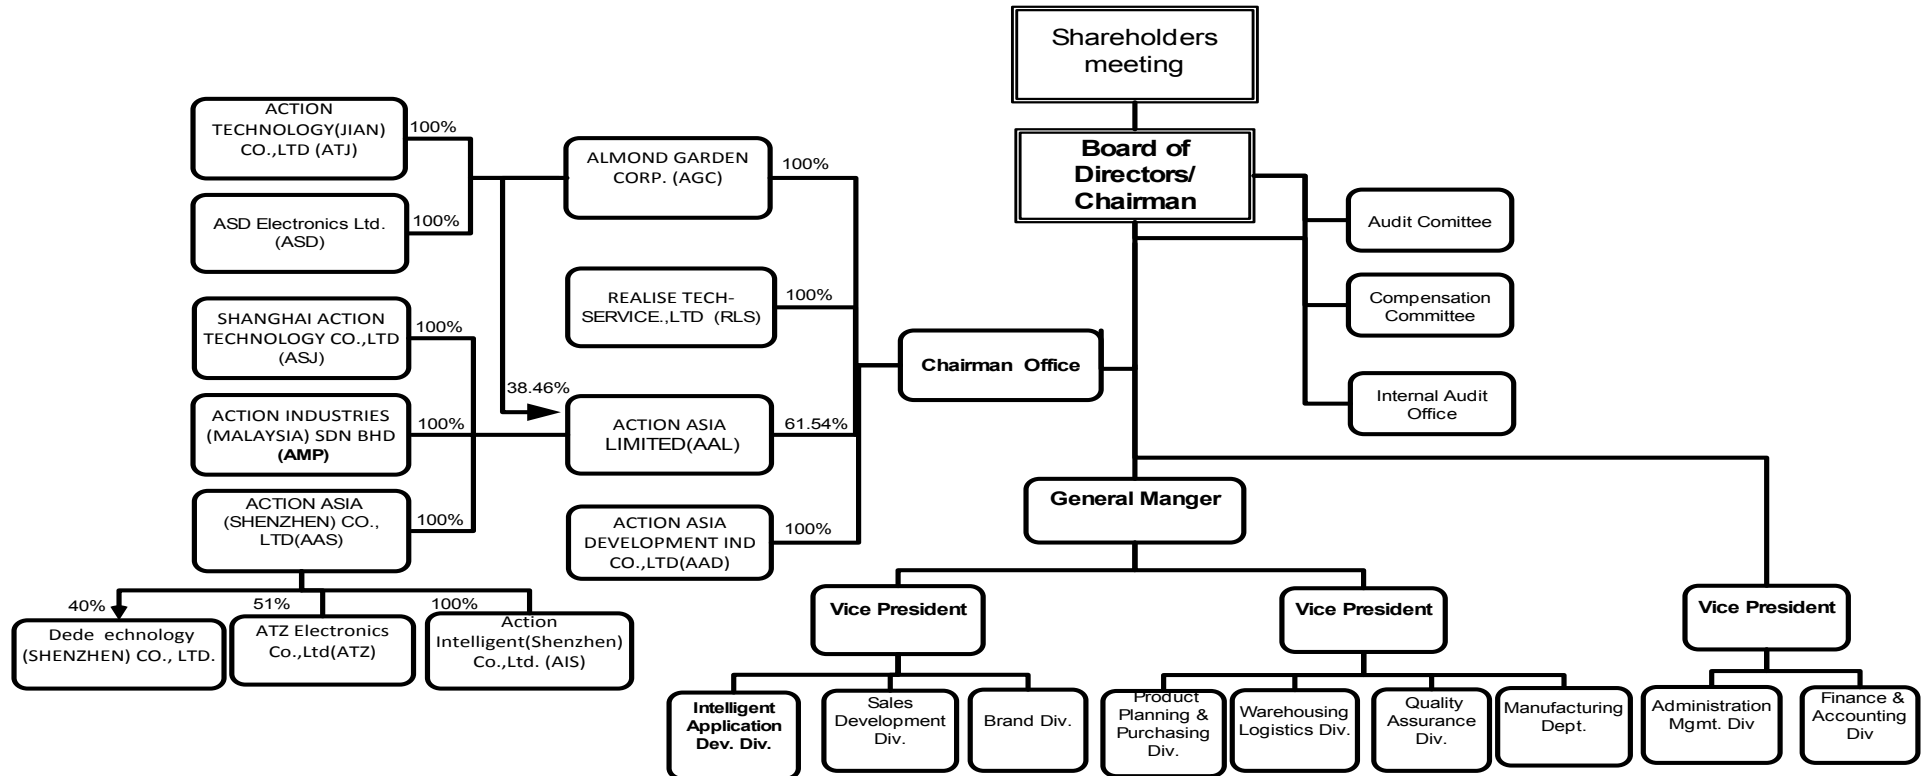 Shareholders
meeting
Board of
Directors/
Chairman
Audit Comittee
Compensation
Committee
Internal Audit
Office
Chairman Office
ACTION
TECHNOLOGY(JIAN)
CO.,LTD (ATJ)
100%
ASD Electronics Ltd.
(ASD)
100%
ALMOND GARDEN
CORP. (AGC)
100%
REALISE TECH-
SERVICE.,LTD (RLS)
100%
SHANGHAI ACTION
TECHNOLOGY CO.,LTD
(ASJ)
100%
38.46%
ACTION INDUSTRIES
(MALAYSIA) SDN BHD
(AMP)
100%
ACTION ASIA
LIMITED(AAL)
61.54%
ACTION ASIA
(SHENZHEN) CO.,
LTD(AAS)
100%
ACTION ASIA
DEVELOPMENT IND
CO.,LTD(AAD)
100%
40%
Dede echnology
(SHENZHEN) CO., LTD.
51%
ATZ Electronics
Co.,Ltd(ATZ)
100%
Action
Intelligent(Shenzhen)
Co.,Ltd. (AIS)
General Manger
Vice President
Vice President
Vice President
Intelligent
Application
Dev. Div.
Sales
Development
Div.
Brand Div.
Product
Planning &
Purchasing
Div.
Warehousing
Logistics Div.
Quality
Assurance
Div.
Manufacturing
Dept.
Administration
Mgmt. Div
Finance &
Accounting
Div